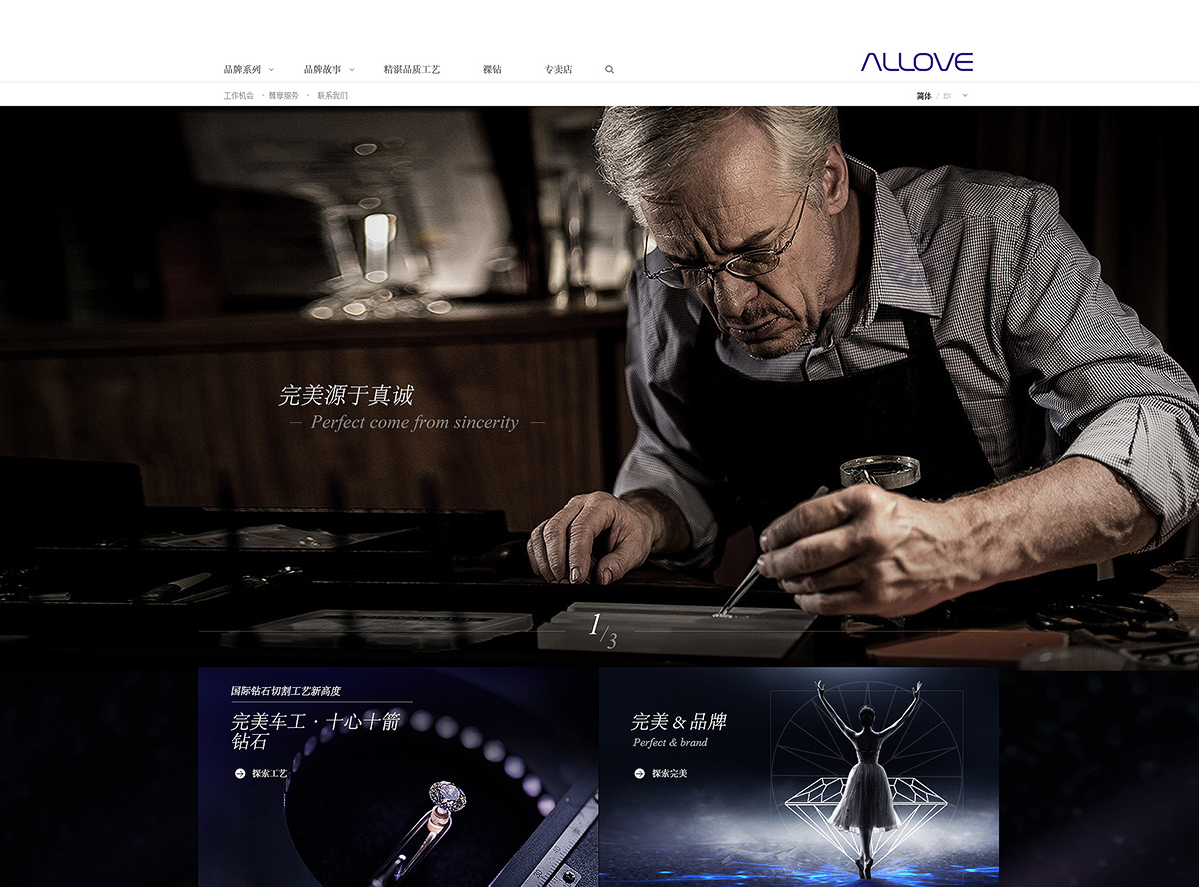 ALLOVE
品牌系列
品牌故事
精湛品质工艺
裸钻
专卖店
工作机会 · 尊享服务 · 联系我们
简体 / EN
完美源于真诚
Perfect come from sincerity
1/3
国际钻石切割工艺新高度
完美车工 · 十心十箭
钻石
探索工艺
完美 & 品牌
Perfect & brand
探索完美